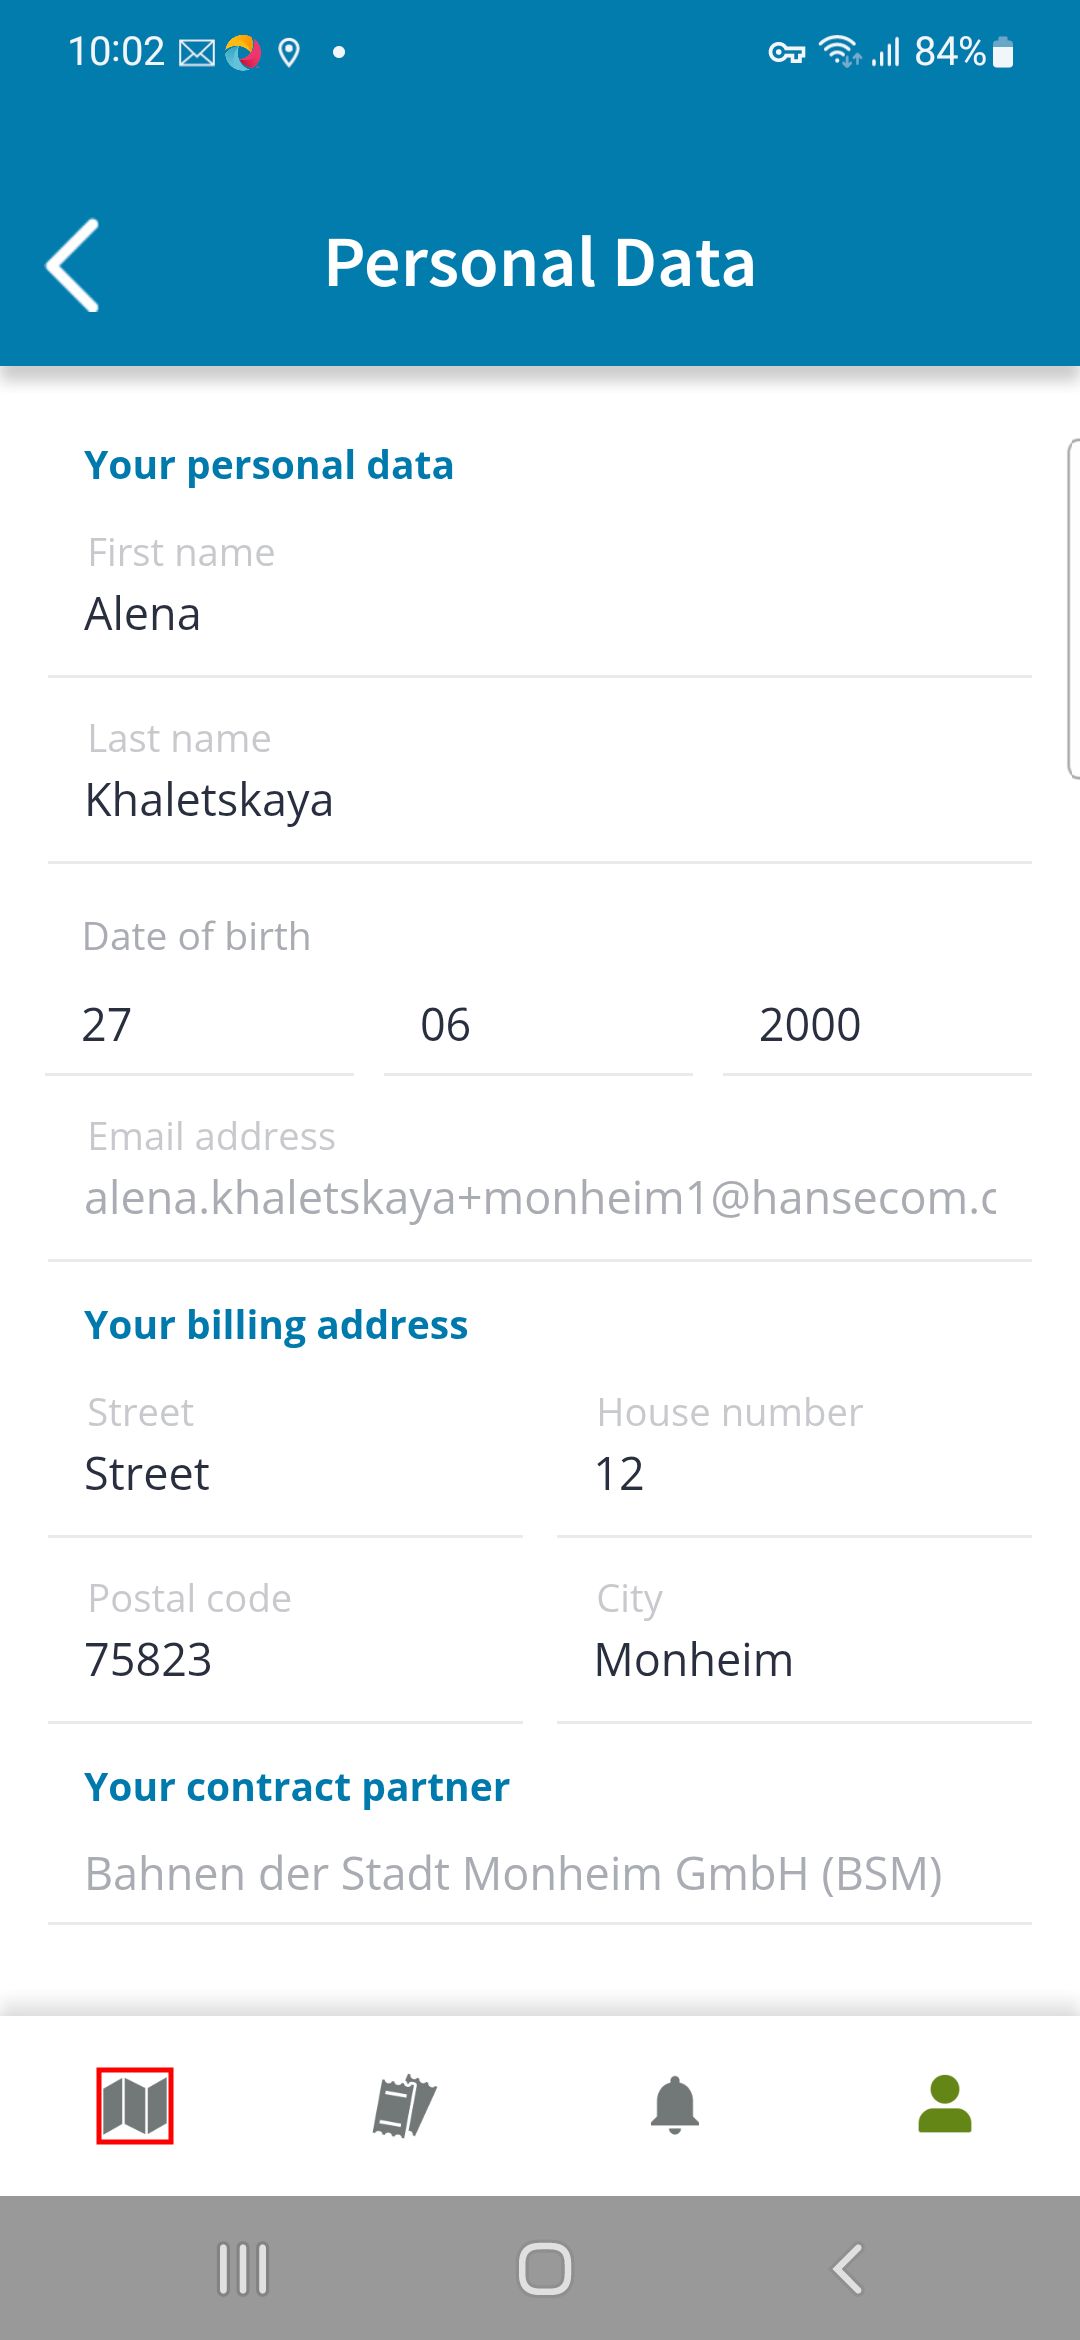 10:02
84%
Personal Data
Your personal data
First name
Alena
Last name
Khaletskaya
Date of birth
27 06 2000
Email address
alena.khaletskaya+monheim1@hansecom.c
Your billing address
Street House number
Street 12
Postal code City
75823 Monheim
Your contract partner
Bahnen der Stadt Monheim GmbH (BSM)